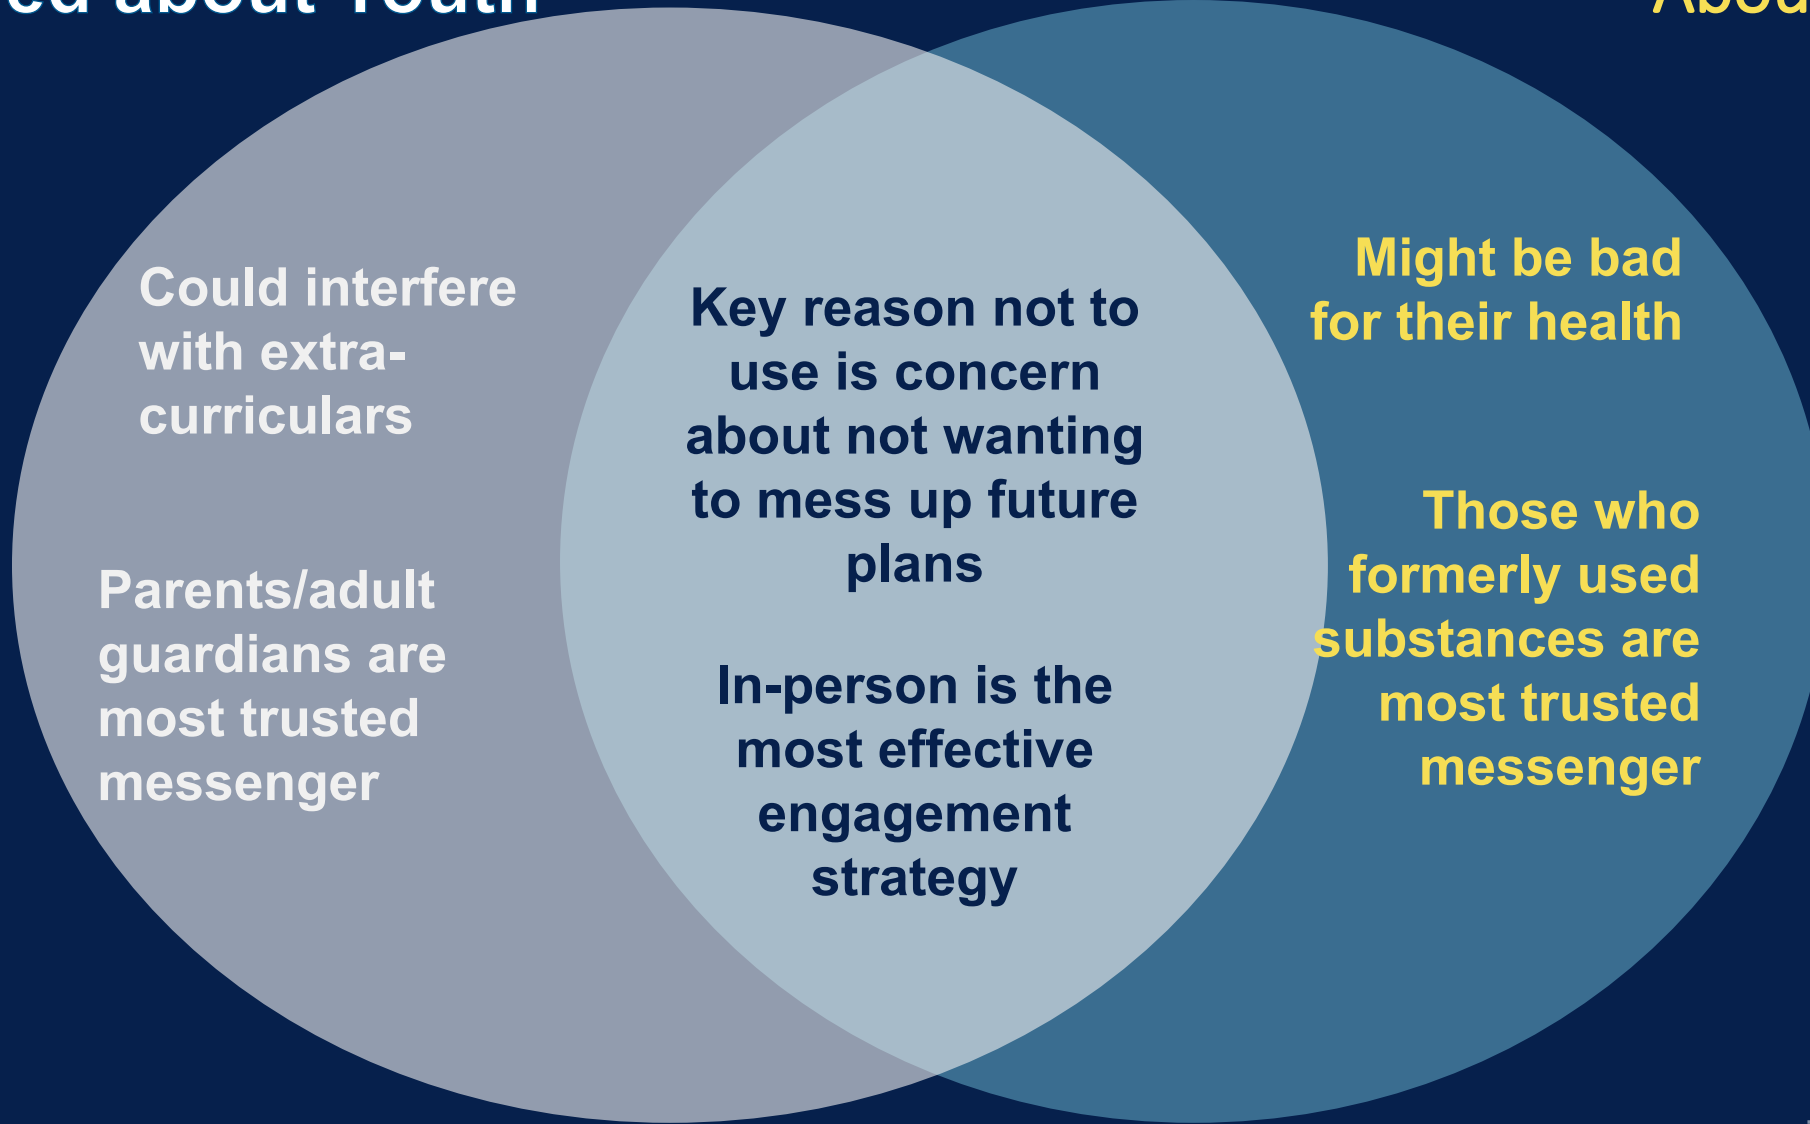 about Youth
Could interfere
with extra-
curriculars
Parents/adult
guardians are
most trusted
messenger
Key reason not to
use is concern
about not wanting
to mess up future
plans
In-person is the
most effective
engagement
strategy
Might be bad
for their health
Those who
formerly used
substances are
most trusted
messenger